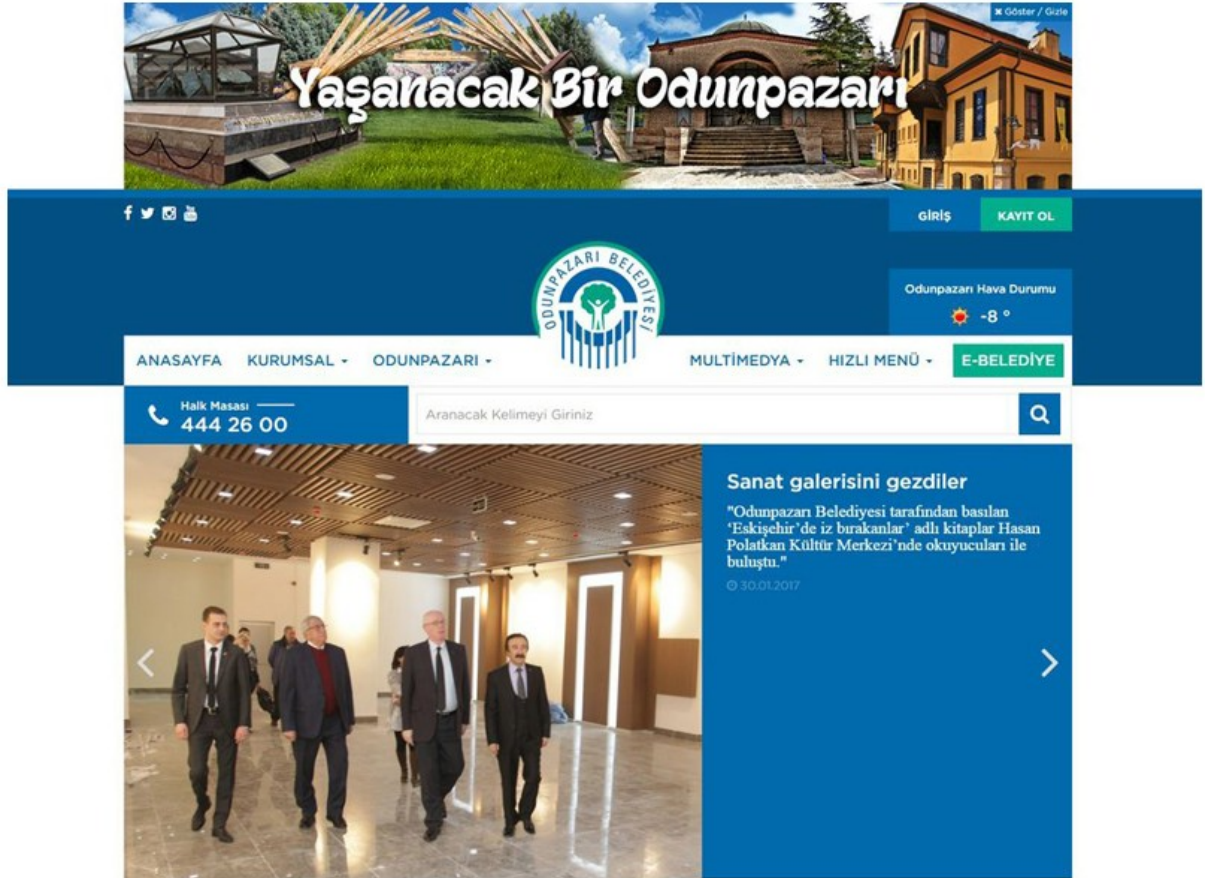 ✖ Göster / Gizle
Yaşanacak Bir Odunpazarı
GİRİŞ
KAYIT OL
ODUNPAZARI BELEDİYESİ
Odunpazarı Hava Durumu
-8 °
ANASAYFA
KURUMSAL
ODUNPAZARI
MULTİMEDYA
HIZLI MENÜ
E-BELEDİYE
Halk Masası
444 26 00
Aranacak Kelimeyi Giriniz
Sanat galerisini gezdiler
"Odunpazarı Belediyesi tarafından basılan
‘Eskişehir’de iz bırakanlar’ adlı kitaplar Hasan
Polatkan Kültür Merkezi’nde okuyucuları ile
buluştu."
30.01.2017